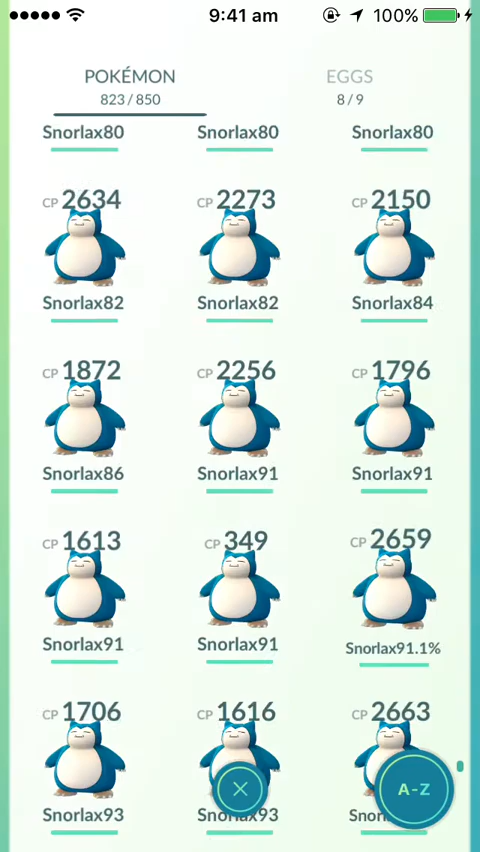 9:41 am 100%
POKÉMON EGGS
823 / 850 8 / 9
Snorlax80 Snorlax80 Snorlax80
CP 2634 CP 2273 CP 2150
Snorlax82 Snorlax82 Snorlax84
CP 1872 CP 2256 CP 1796
Snorlax86 Snorlax91 Snorlax91
CP 1613 CP 349 CP 2659
Snorlax91 Snorlax91 Snorlax91.1%
CP 1706 CP 1616 CP 2663
A-Z
Snorlax93